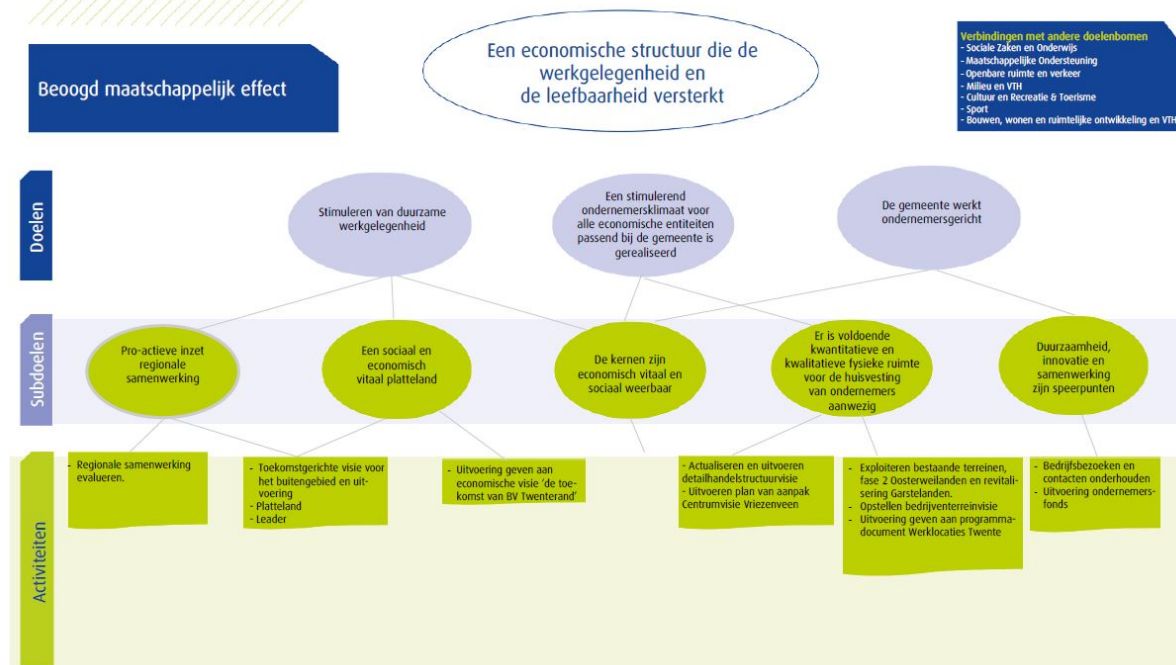 Beoogd maatschappelijk effect
Een economische structuur die de
werkgelegenheid en
de leefbaarheid versterkt
Verbindingen met andere doelenbomen
- Sociale Zaken en Onderwijs
-Maatschappelijke Ondersteuning
-Openbare ruimte en verkeer
- Milieu en VTH
- Cultuur en Recreatie & Toerisme
- Sport
- Bouwen, wonen en ruimtelijke ontwikkeling en VTH
Doelen
Stimuleren van duurzame
werkgelegenheid
Een stimulerend
ondernemersklimaat voor
alle economische entiteiten
passend bij de gemeente is
gerealiseerd
De gemeente werkt
ondernemersgericht
Subdoelen
Pro-actieve inzet
regionale
samenwerking
Een sociaal en
economisch
vitaal platteland
De kernen zijn
economisch vitaal en
sociaal weerbaar
Er is voldoende
kwantitatieve en
kwalitatieve fysieke ruimte
voor de huisvesting
van ondernemers
aanwezig
Duurzaamheid,
innovatie en
samenwerking
zijn speerpunten
Activiteiten
- Regionale samenwerking
evalueren.
- Toekomstgerichte visie voor
het buitengebied en uit-
voering
- Platteland
- Leader
- Uitvoering geven aan
economische visie 'de toe-
komst van BV Twenterand'
- Actualiseren en uitvoeren
detailhandelstructuurvisie
- Uitvoeren plan van aanpak
Centrumvisie Vriezenveen
- Exploiteren bestaande terreinen,
fase 2 Oosterweilanden en revitali-
sering Garstelanden.
- Opstellen bedrijventerreinvisie
- Uitvoering geven aan programma-
document Werklocaties Twente
- Bedrijfsbezoeken en
contacten onderhouden
- Uitvoering ondernemers-
fonds